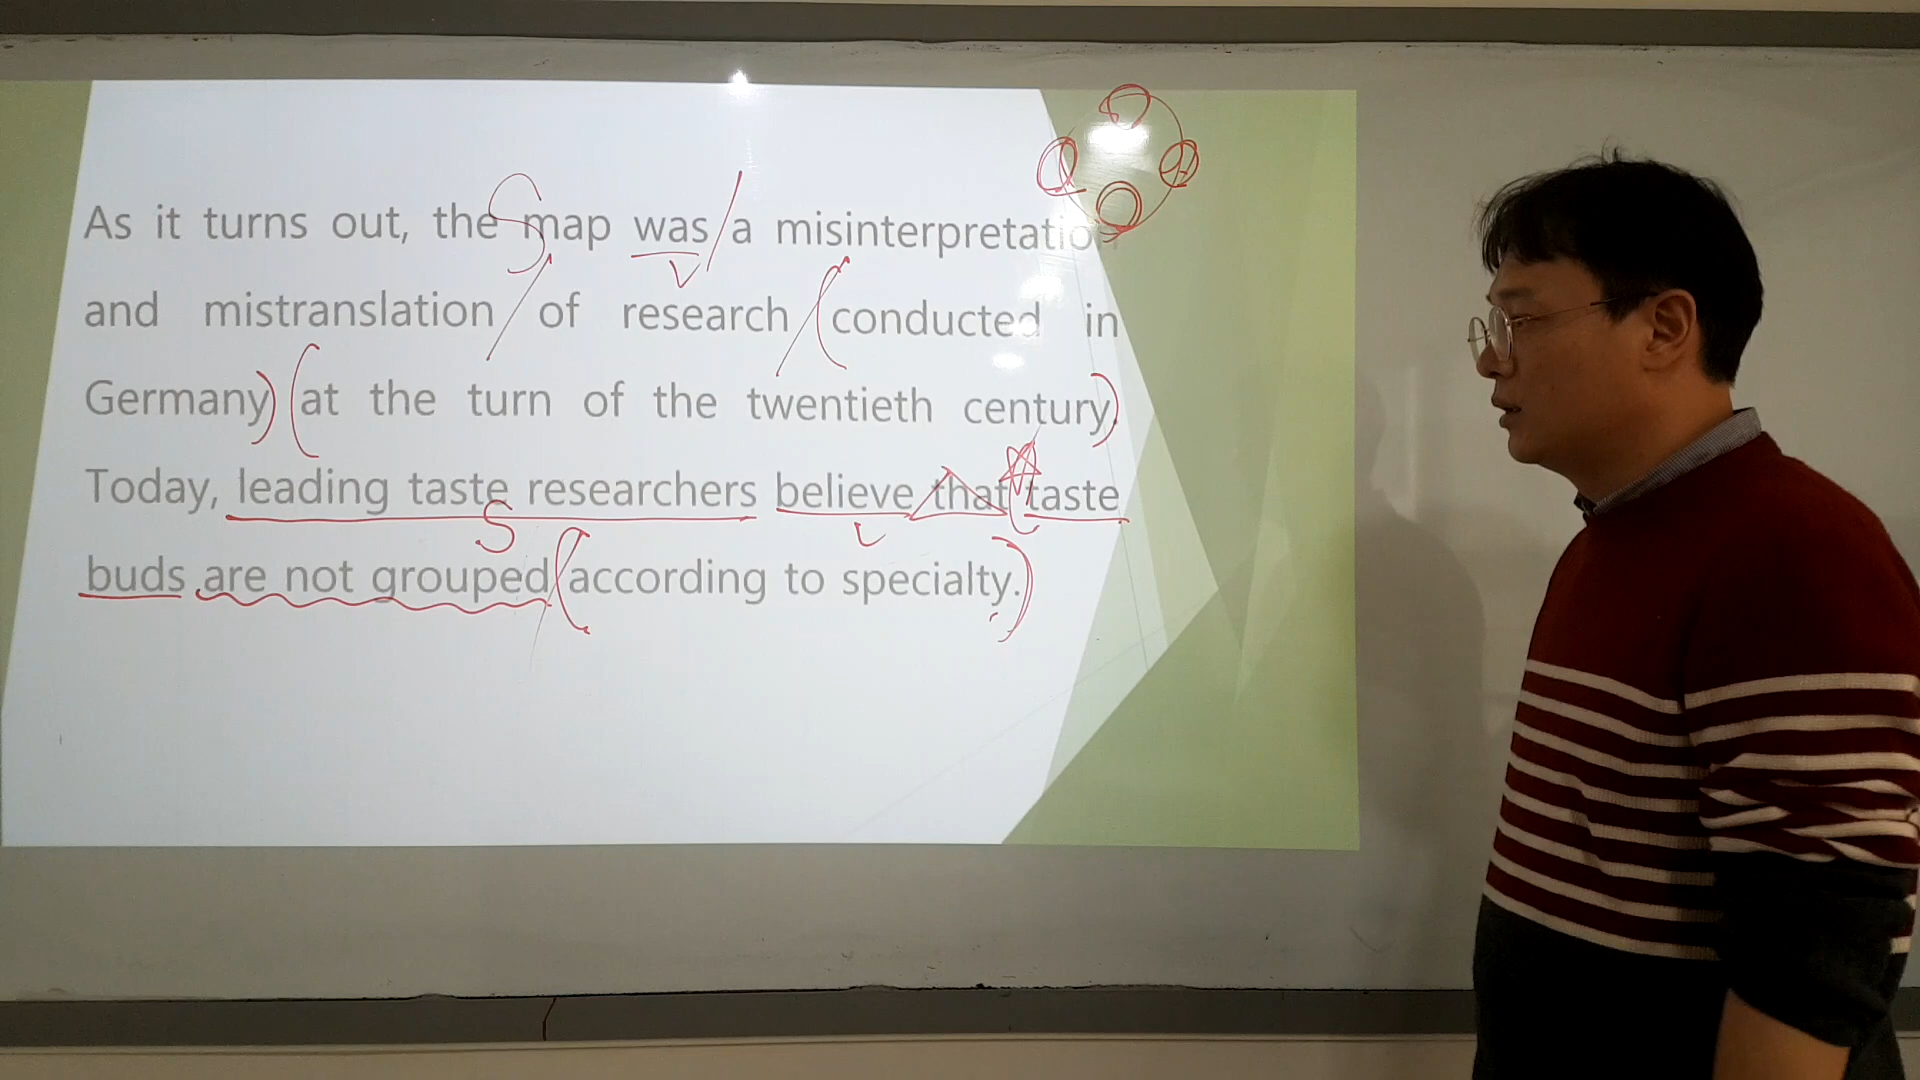 As it turns out, the map was a misinterpretation
and mistranslation of research conducted in
Germany at the turn of the twentieth century.
Today, leading taste researchers believe that taste
buds are not grouped according to specialty.
S
V
S
V